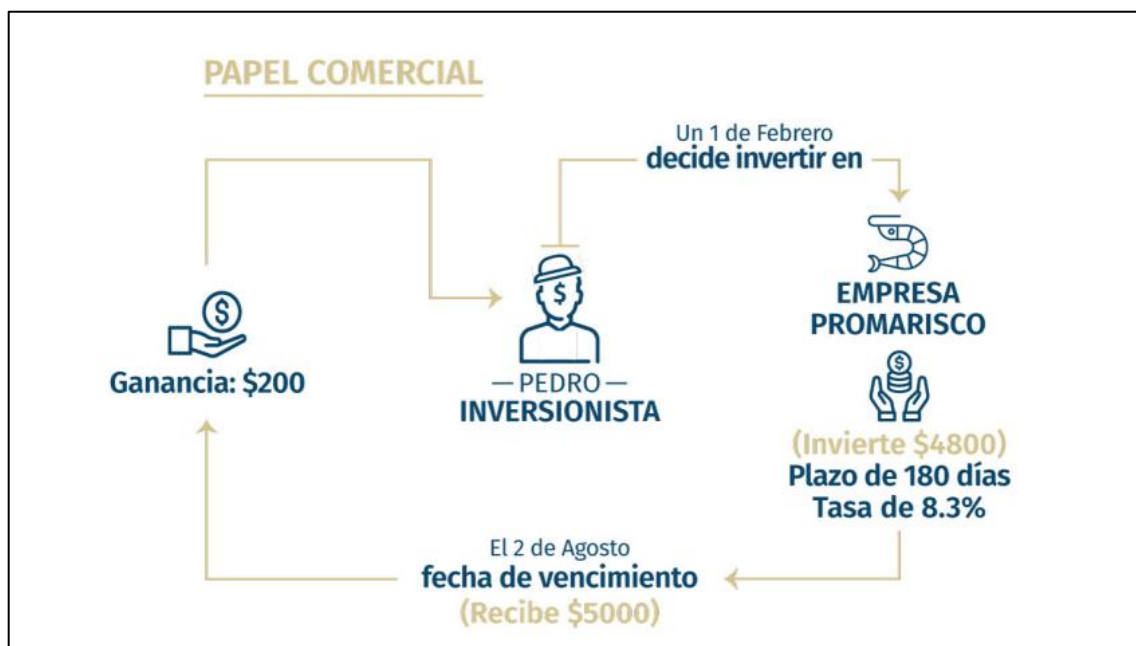 PAPEL COMERCIAL
Un 1 de Febrero
decide invertir en
EMPRESA
PROMARISCO
(Invierte $4800)
Plazo de 180 días
Tasa de 8.3%
El 2 de Agosto
fecha de vencimiento
(Recibe $5000)
Ganancia: $200
$
$
— PEDRO —
INVERSIONISTA
$